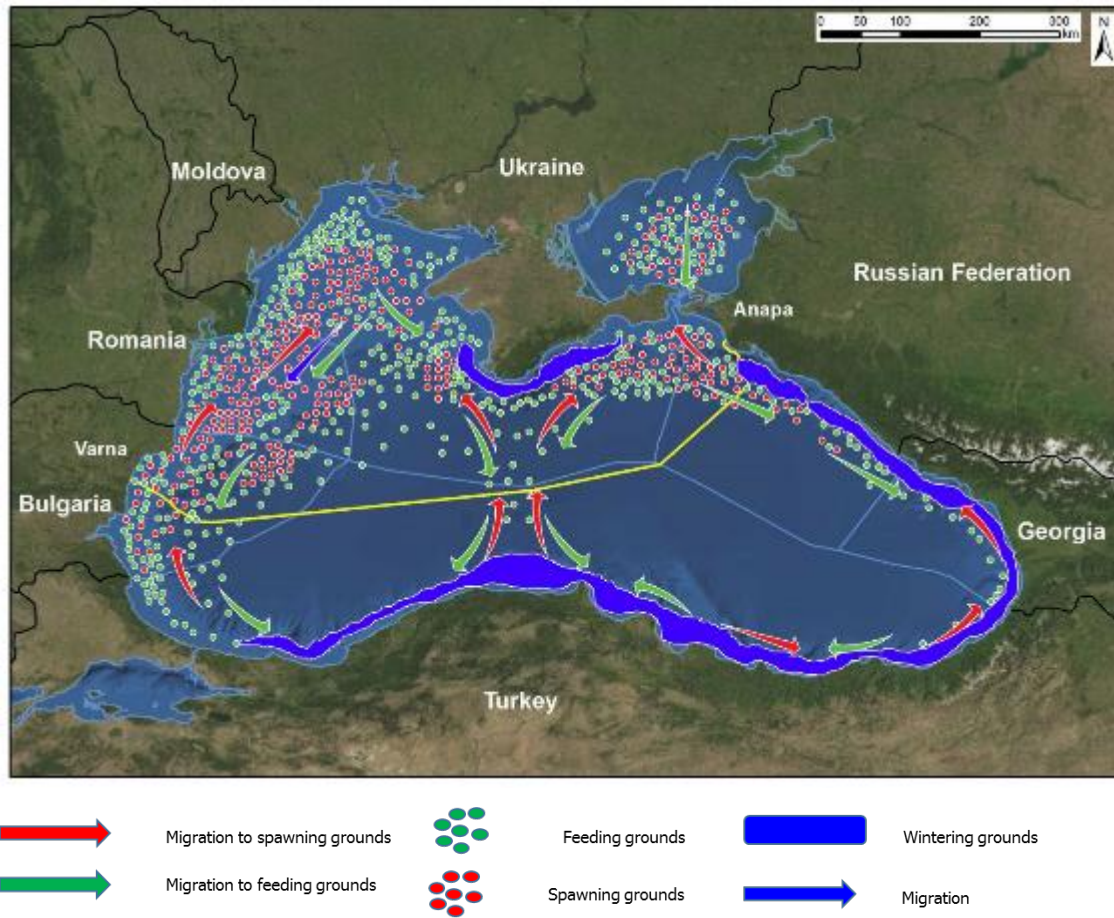 0 50 100 200 300
km
N
Moldova
Ukraine
Russian Federation
Anapa
Romania
Varna
Bulgaria
Georgia
Turkey
Migration to spawning grounds
Feeding grounds
Wintering grounds
Migration to feeding grounds
Spawning grounds
Migration